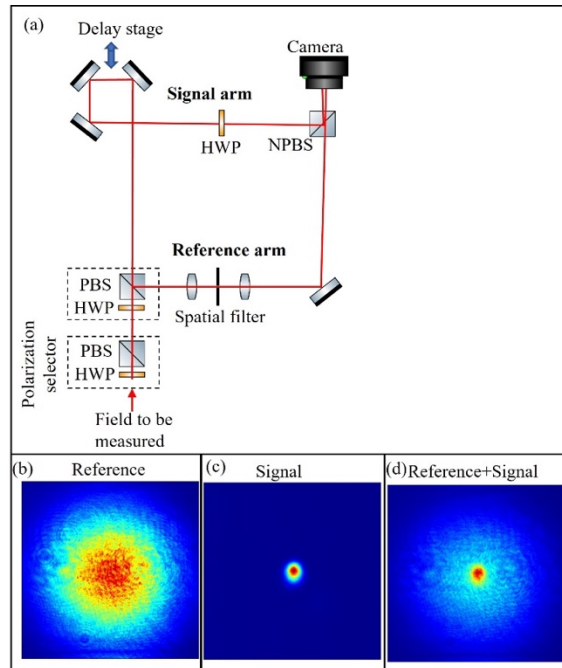 (a)
Delay stage
Camera
Signal arm
HWP
NPBS
Reference arm
PBS
HWP
Spatial filter
PBS
HWP
Polarization
selector
Field to be
measured
(b) Reference
(c) Signal
(d) Reference+Signal